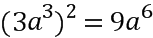 (3a³)² = 9a⁶